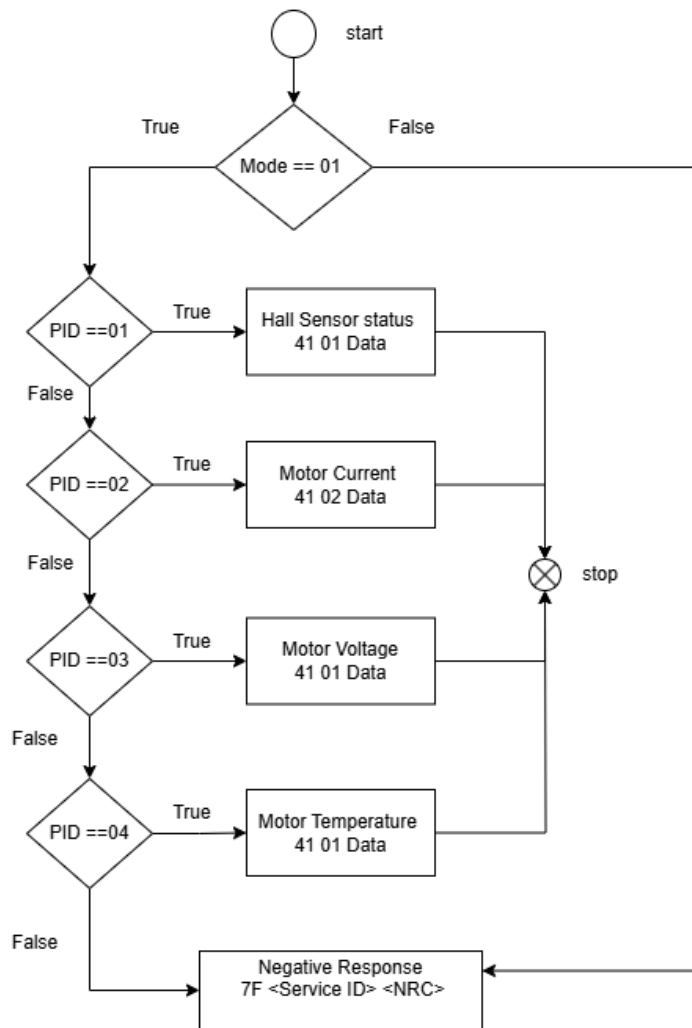 start
True
False
Mode == 01
PID ==01
True
Hall Sensor status
41 01 Data
False
PID ==02
True
Motor Current
41 02 Data
False
stop
PID ==03
True
Motor Voltage
41 01 Data
False
PID ==04
True
Motor Temperature
41 01 Data
False
Negative Response
7F <Service ID> <NRC>